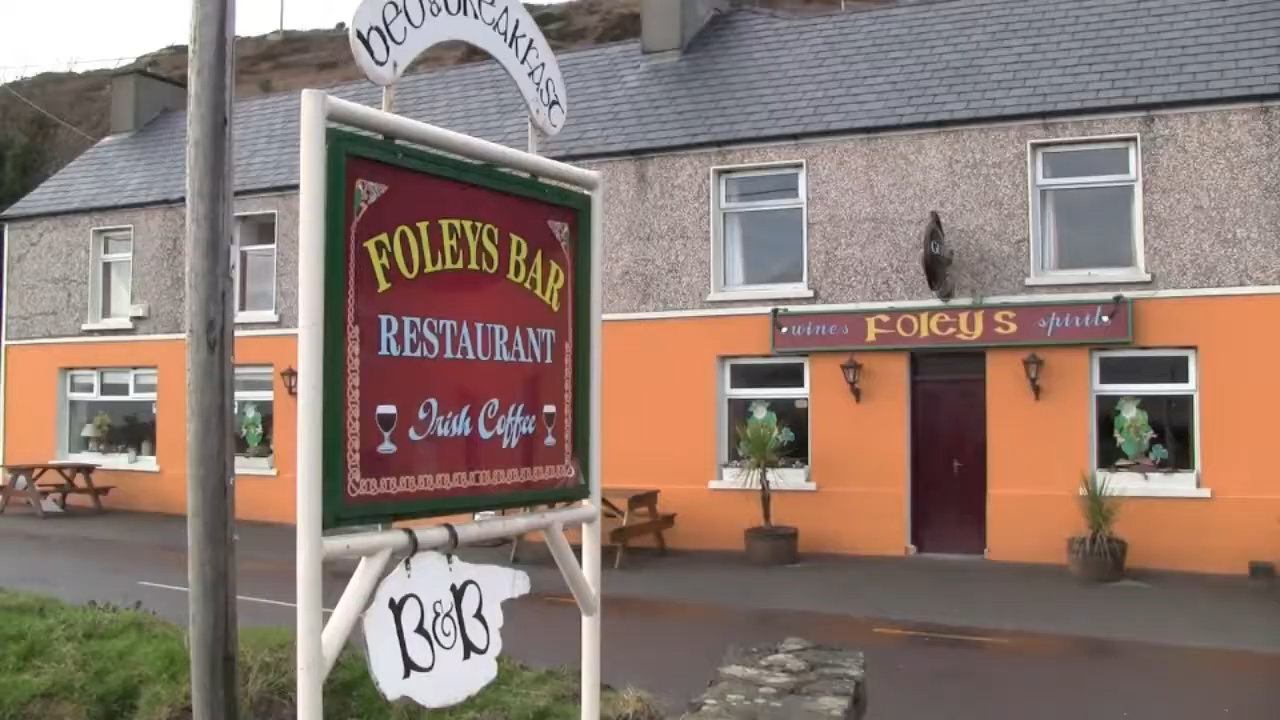 bed & breakfast
FOLEYS BAR
RESTAURANT
Irish Coffee
B&B
wines FOLEYS spirits